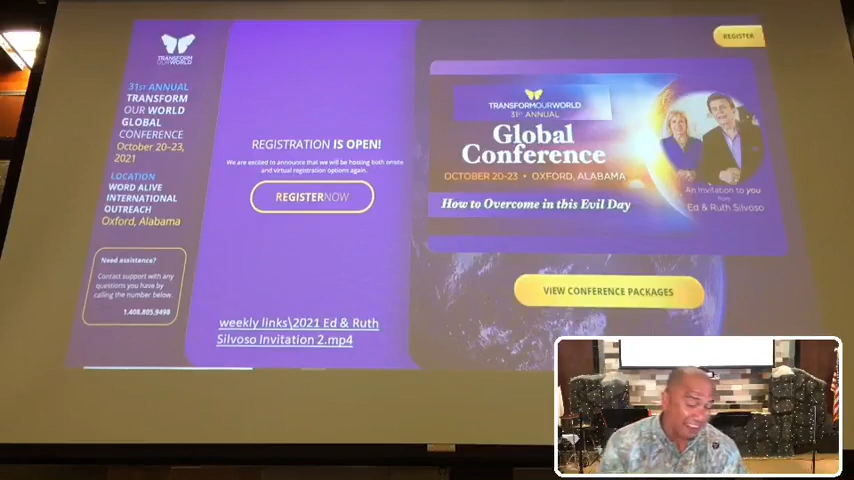 TRANSFORM
OUR WORLD
31ST ANNUAL
TRANSFORM
OUR WORLD
GLOBAL
CONFERENCE
October 20–23,
2021
LOCATION
WORD ALIVE
INTERNATIONAL
OUTREACH
Oxford, Alabama
Need assistance?
Contact support with any
questions you have by
calling the number below.
1.408.805.9498
REGISTRATION IS OPEN!
We are excited to announce that we will be hosting both onsite
and virtual registration options again.
REGISTERNOW
weekly links\2021 Ed & Ruth
Silvoso Invitation 2.mp4
REGISTER
TRANSFORMOURWORLD
31ST ANNUAL
Global
Conference
OCTOBER 20-23 • OXFORD, ALABAMA
How to Overcome in this Evil Day
An Invitation to you
from
Ed & Ruth Silvoso
VIEW CONFERENCE PACKAGES